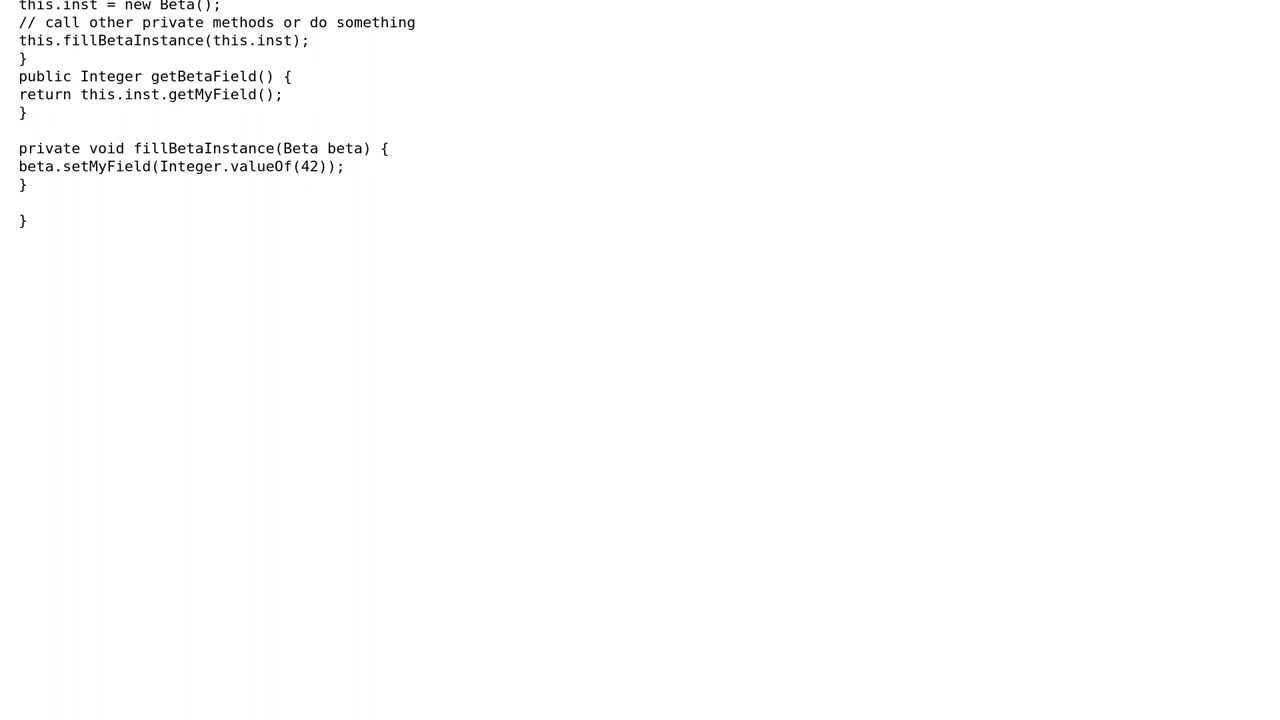 this.inst = new Beta();
// call other private methods or do something
this.fillBetaInstance(this.inst);
}
public Integer getBetaField() {
return this.inst.getMyField();
}
private void fillBetaInstance(Beta beta) {
beta.setMyField(Integer.valueOf(42));
}
}